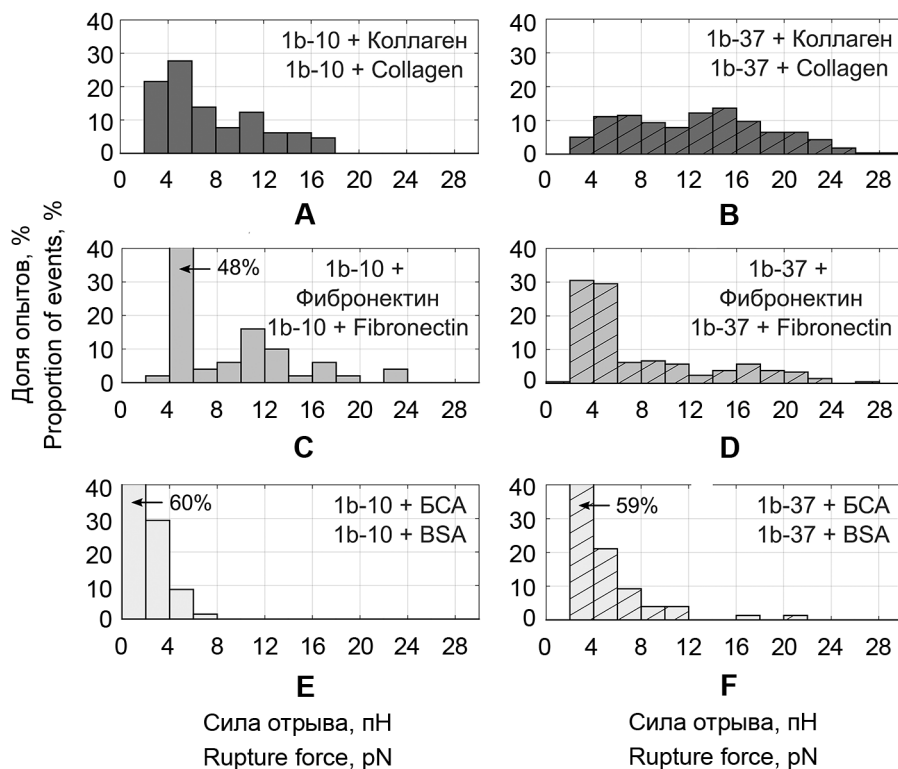 Доля опытов, %
Proportion of events, %
40
30
20
10
0
1b-10 + Коллаген
1b-10 + Collagen
0 4 8 12 16 20 24 28
A
40
30
20
10
0
1b-37 + Коллаген
1b-37 + Collagen
0 4 8 12 16 20 24 28
B
40
30
20
10
0
48%
1b-10 +
Фибронектин
1b-10 + Fibronectin
0 4 8 12 16 20 24 28
C
40
30
20
10
0
1b-37 +
Фибронектин
1b-37 + Fibronectin
0 4 8 12 16 20 24 28
D
40
30
20
10
0
60%
1b-10 + БСА
1b-10 + BSA
0 4 8 12 16 20 24 28
E
Сила отрыва, пН
Rupture force, pN
40
30
20
10
0
59%
1b-37 + БСА
1b-37 + BSA
0 4 8 12 16 20 24 28
F
Сила отрыва, пН
Rupture force, pN